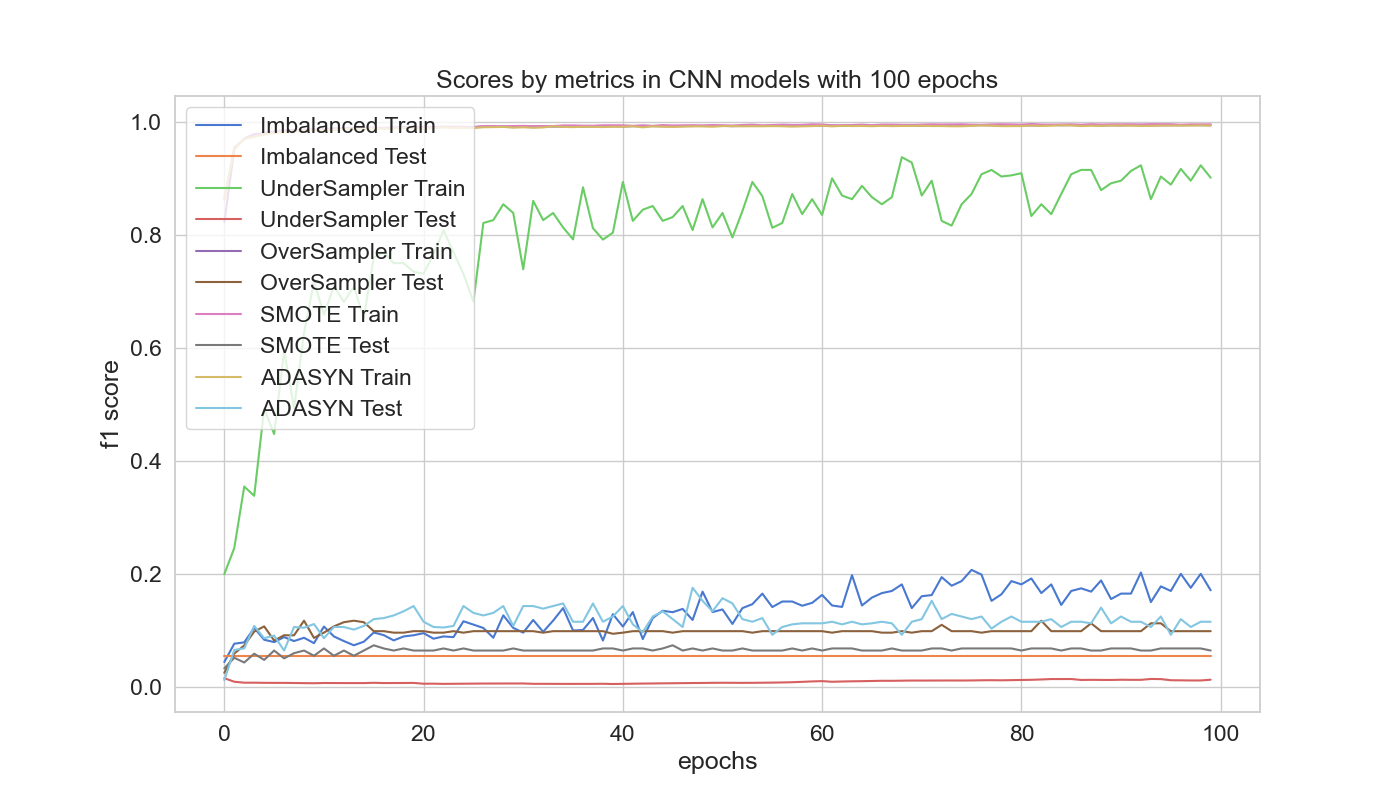 Scores by metrics in CNN models with 100 epochs
1.0
0.8
0.6
0.4
0.2
0.0
f1 score
Imbalanced Train
Imbalanced Test
UnderSampler Train
UnderSampler Test
OverSampler Train
OverSampler Test
SMOTE Train
SMOTE Test
ADASYN Train
ADASYN Test
0 20 40 60 80 100
epochs